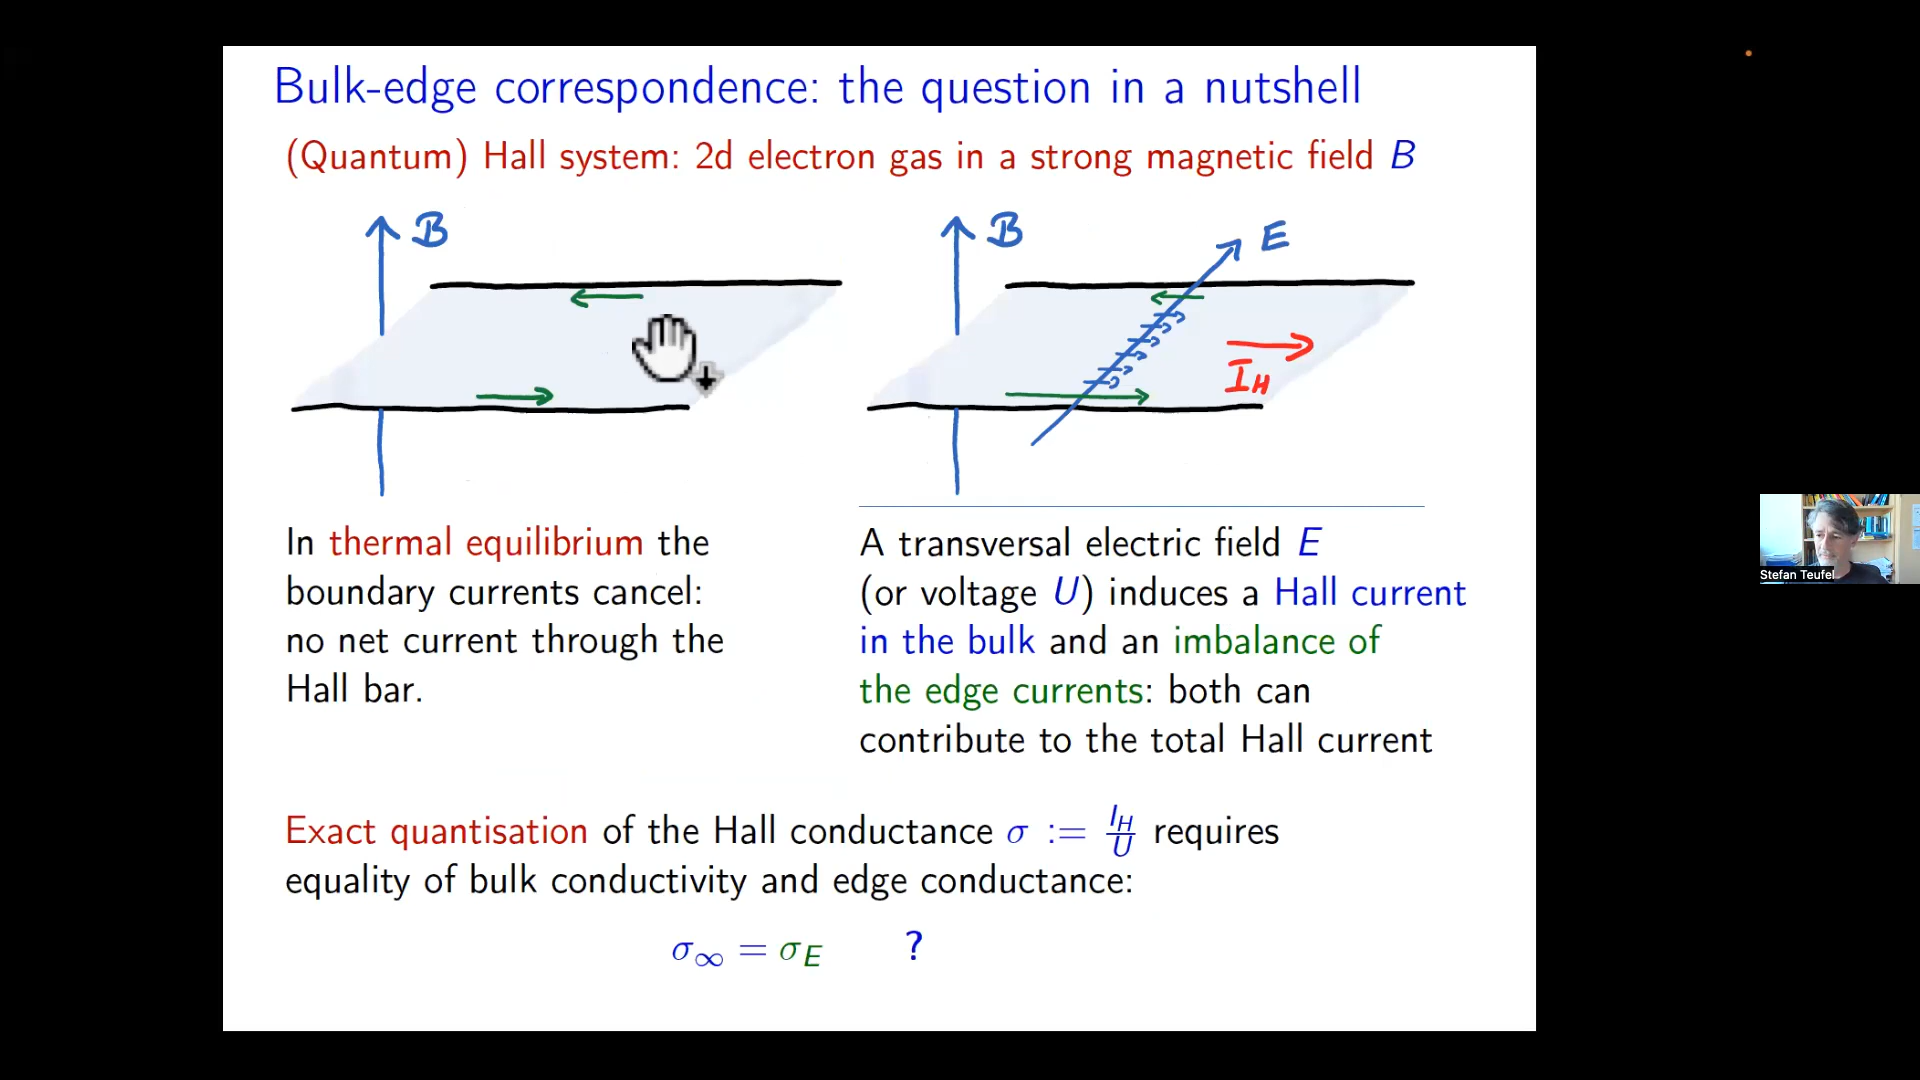 Bulk-edge correspondence: the question in a nutshell
(Quantum) Hall system: 2d electron gas in a strong magnetic field B
B
B
E
I_H
In thermal equilibrium the
boundary currents cancel:
no net current through the
Hall bar.
A transversal electric field E
(or voltage U) induces a Hall current
in the bulk and an imbalance of
the edge currents: both can
contribute to the total Hall current
Exact quantisation of the Hall conductance σ := I_H/U requires
equality of bulk conductivity and edge conductance:
σ_∞ = σ_E ?
Stefan Teufel